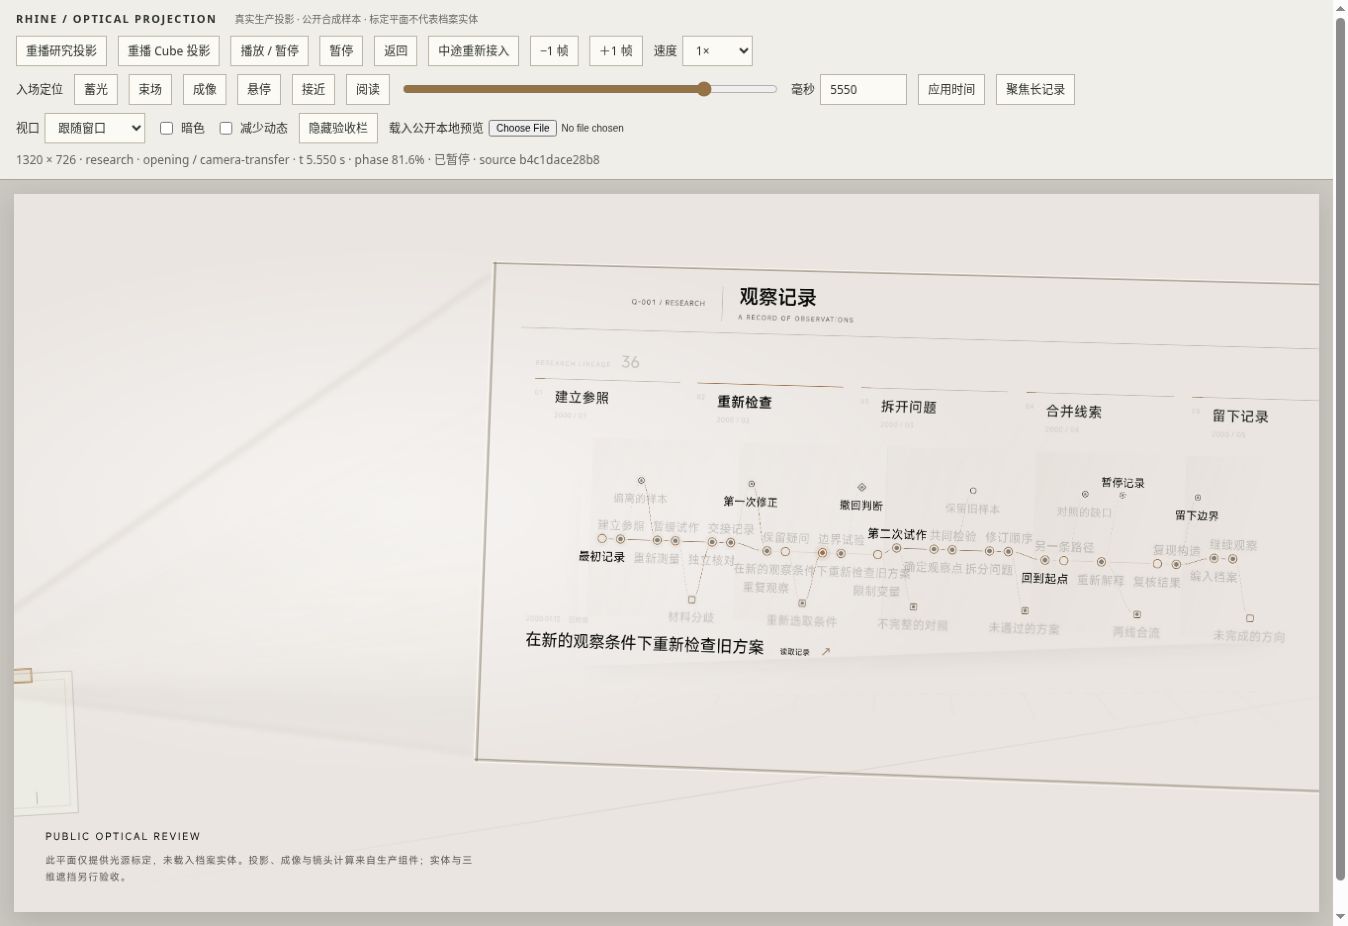 RHINE / OPTICAL PROJECTION 真实生产投影 · 公开合成样本 · 标定平面不代表档案实体
重播研究投影 重播 Cube 投影 播放 / 暂停 暂停 返回 中途重新接入 −1 帧 ＋1 帧 速度 1×
入场定位 蓄光 束场 成像 悬停 接近 阅读 毫秒 5550 应用时间 聚焦长记录
视口 跟随窗口 暗色 减少动态 隐藏验收栏 载入公开本地预览 Choose File No file chosen
1320 × 726 · research · opening / camera-transfer · t 5.550 s · phase 81.6% · 已暂停 · source b4c1dace28b8
Q-001 / RESEARCH 观察记录
A RECORD OF OBSERVATIONS
RESEARCH LINEAGE 36
01 建立参照 02 重新检查 03 拆开问题 04 合并线索 05 留下记录
2000 / 01 2000 / 02 2000 / 03 2000 / 04 2000 / 05
暂停记录
偏离的样本 第一次修正 撤回判断 保留旧样本 对照的缺口 留下边界
建立参照 暂缓试作 交接记录 保留疑问 边界试验 第二次试作 共同检验 修订顺序 另一条路径 复现构造 继续观察
最初记录 重新测量 独立核对 在新的观察条件下重新检查旧方案 确定观察点 拆分问题 回到起点 重新解释 复核结果 编入档案
重复观察 限制变量
材料分歧 重新选取条件 不完整的对照 未通过的方案 两线合流 未完成的方向
在新的观察条件下重新检查旧方案 读取记录 ↗
PUBLIC OPTICAL REVIEW
此平面仅提供光源标定，未载入档案实体。投影、成像与镜头计算来自生产组件；实体与三
维遮挡另行验收。